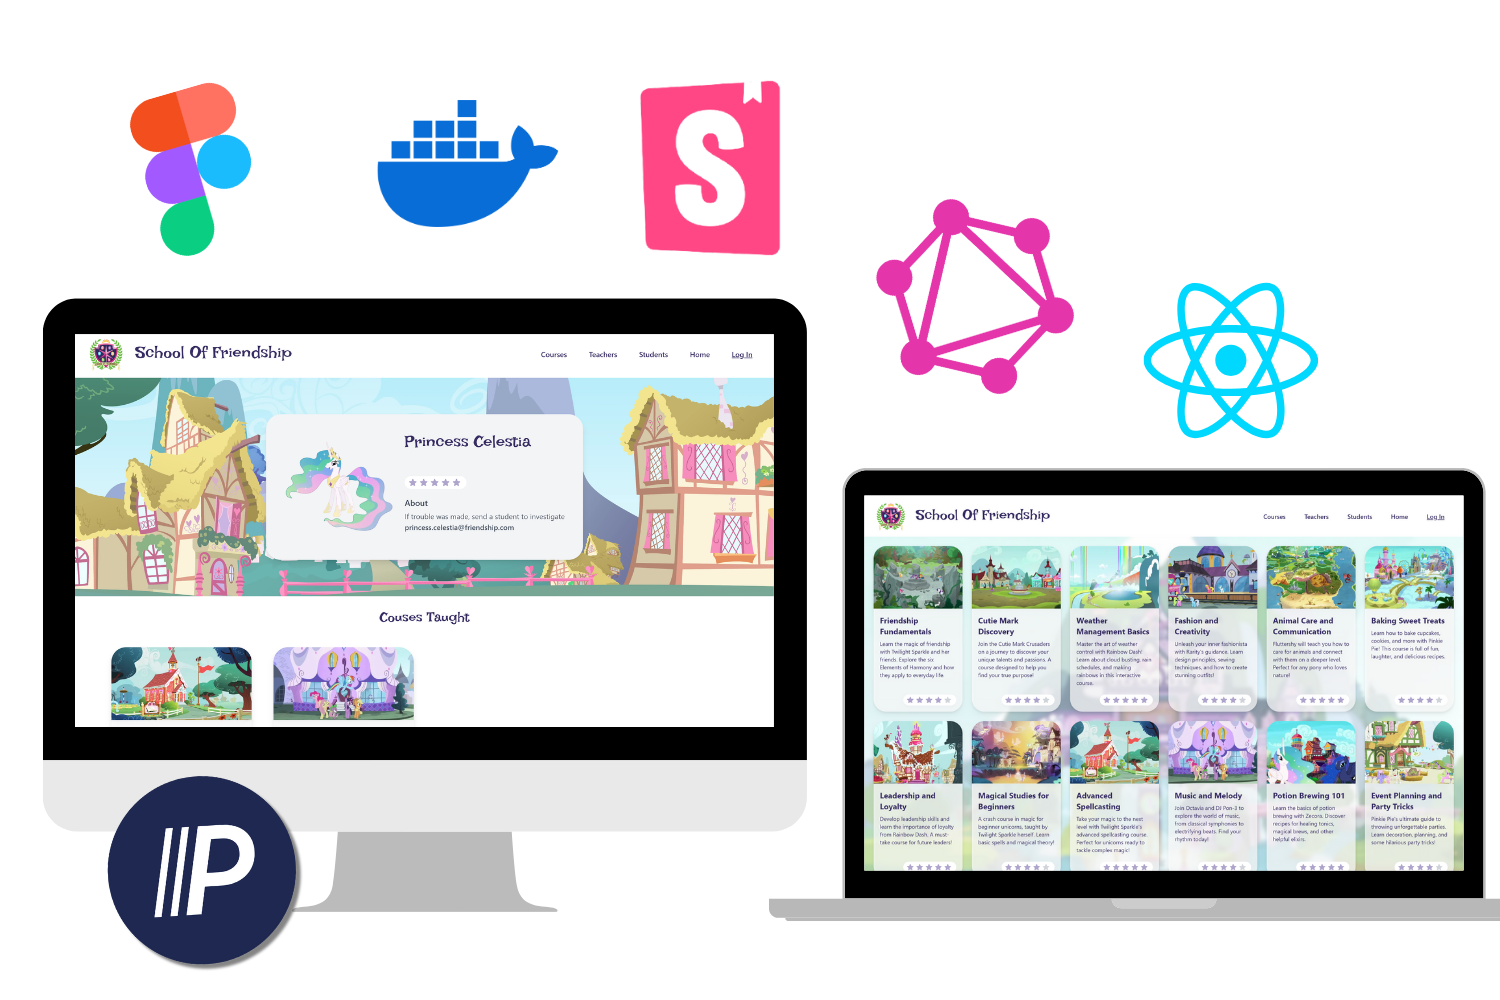 S
School Of Friendship
Courses Teachers Students Home Log In
Princess Celestia
About
If trouble was made, send a student to investigate
princess.celestia@friendship.com
Couses Taught
P
School Of Friendship
Courses Teachers Students Home Log In
Friendship
Fundamentals
Learn the magic of friendship
with Twilight Sparkle and her
friends. Explore the six
Elements of Harmony and how
they apply to everyday life.
Cutie Mark
Discovery
Join the Cutie Mark Crusaders
on a journey to discover your
unique talents and passions. A
course designed to help you
find your true purpose!
Weather
Management Basics
Master the art of weather
control with Rainbow Dash!
Learn about cloud busting, rain
schedules, and making
rainbows in this interactive
course.
Fashion and
Creativity
Unleash your inner fashionista
with Rarity's guidance. Learn
design principles, sewing
techniques, and how to create
stunning outfits!
Animal Care and
Communication
Fluttershy will teach you how to
care for animals and connect
with them on a deeper level.
Perfect for any pony who loves
nature!
Baking Sweet Treats
Learn how to bake cupcakes,
cookies, and more with Pinkie
Pie! This course is full of fun,
laughter, and delicious recipes.
Leadership and
Loyalty
Develop leadership skills and
learn the importance of loyalty
from Rainbow Dash. A must-
take course for future leaders!
Magical Studies for
Beginners
A crash course in magic for
beginner unicorns, taught by
Twilight Sparkle herself. Learn
basic spells and magical theory!
Advanced
Spellcasting
Take your magic to the next
level with Twilight Sparkle's
advanced spellcasting course.
Perfect for unicorns ready to
tackle complex magic!
Music and Melody
Join Octavia and DJ Pon-3 to
explore the world of music,
from classical symphonies to
electrifying beats. Find your
rhythm today!
Potion Brewing 101
Learn the basics of potion
brewing with Zecora. Discover
recipes for healing tonics,
magical brews, and other
helpful elixirs.
Event Planning and
Party Tricks
Pinkie Pie's ultimate guide to
throwing unforgettable parties.
Learn decoration, planning, and
some hilarious party tricks!